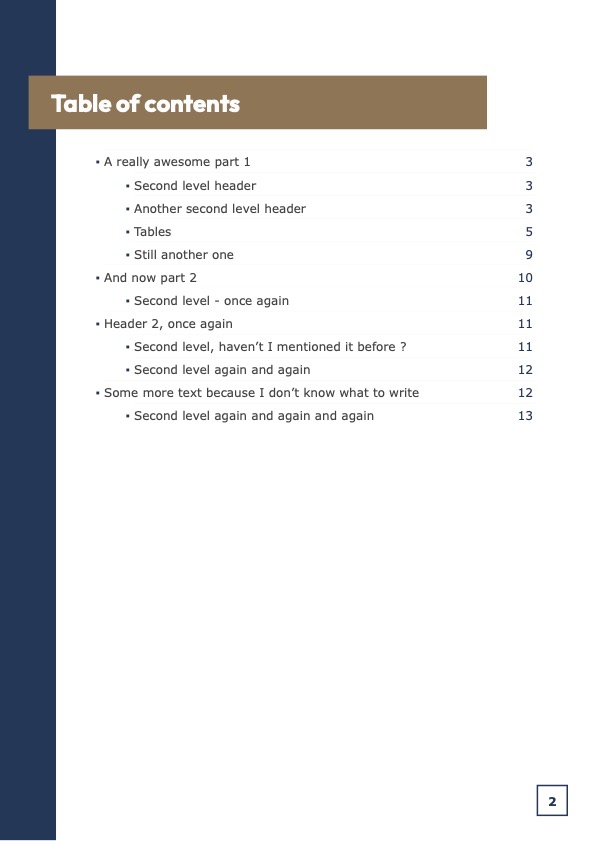 Table of contents
▪ A really awesome part 1 3
▪ Second level header 3
▪ Another second level header 3
▪ Tables 5
▪ Still another one 9
▪ And now part 2 10
▪ Second level - once again 11
▪ Header 2, once again 11
▪ Second level, haven’t I mentioned it before ? 11
▪ Second level again and again 12
▪ Some more text because I don’t know what to write 12
▪ Second level again and again and again 13
2